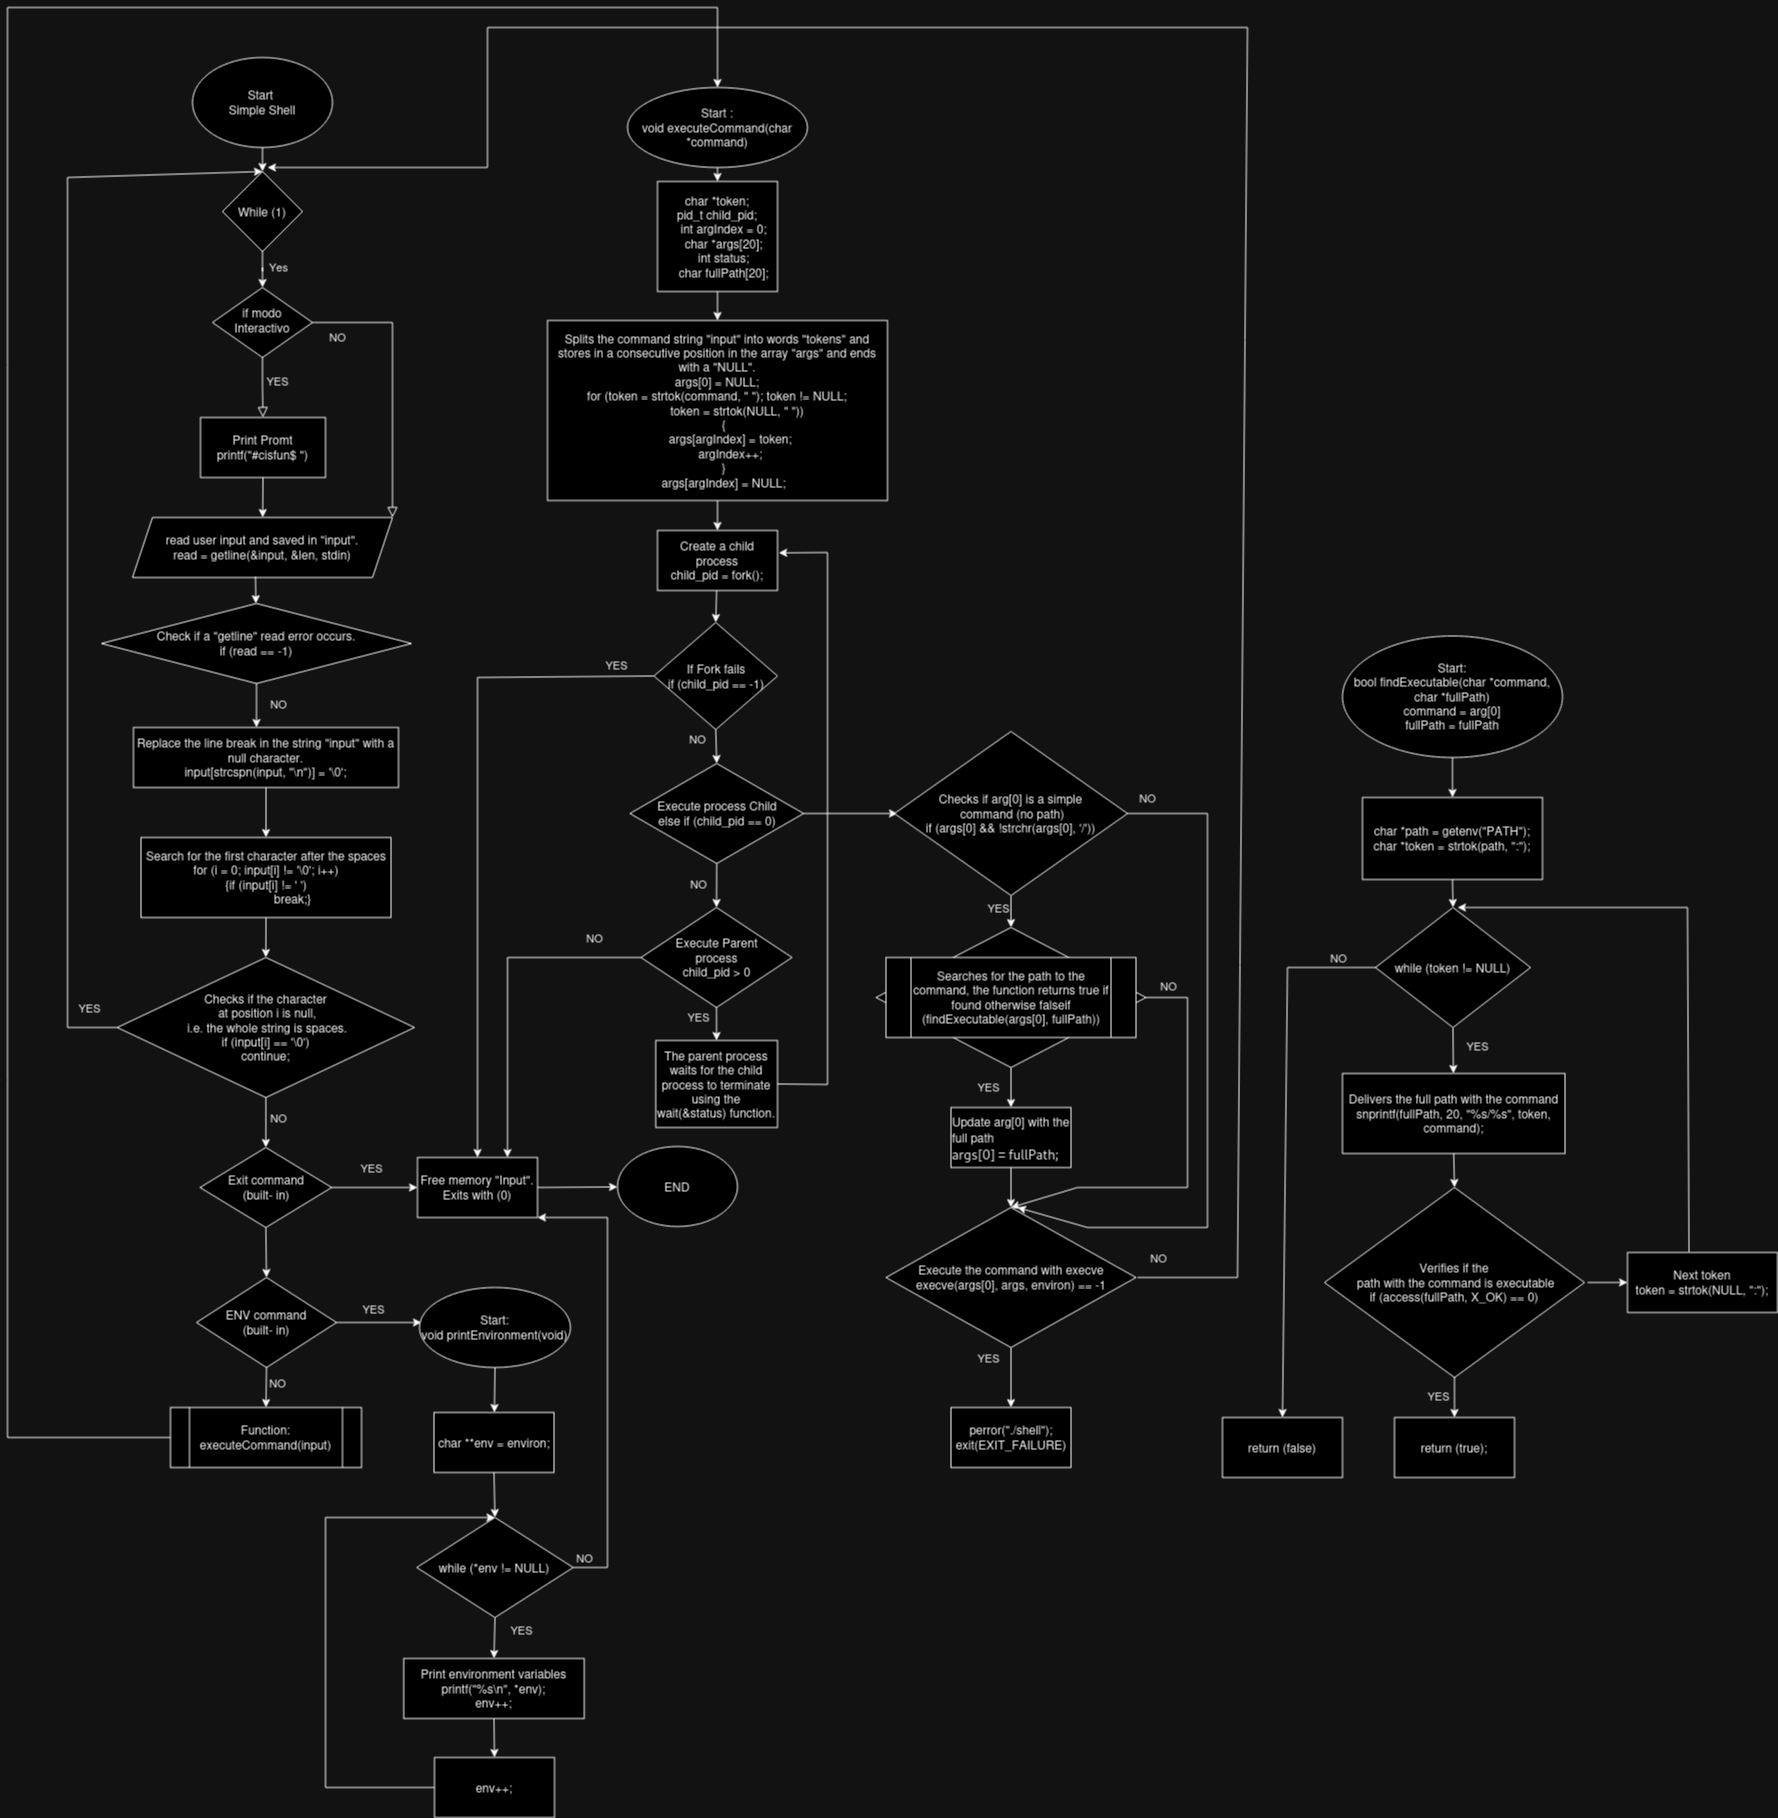 Start
Simple Shell
While (1)
Yes
if modo
Interactivo
NO
YES
Print Promt
printf("#cisfun$ ")
read user input and saved in "input".
read = getline(&input, &len, stdin)
Check if a "getline" read error occurs.
if (read == -1)
NO
Replace the line break in the string "input" with a
null character.
input[strcspn(input, "\n")] = '\0';
Search for the first character after the spaces
for (i = 0; input[i] != '\0'; i++)
{if (input[i] != ' ')
break;}
Checks if the character
at position i is null,
i.e. the whole string is spaces.
if (input[i] == '\0')
continue;
YES
NO
Exit command
(built- in)
YES
Free memory "Input".
Exits with (0)
END
ENV command
(built- in)
YES
NO
Function:
executeCommand(input)
Start:
void printEnvironment(void)
char **env = environ;
while (*env != NULL)
NO
YES
Print environment variables
printf("%s\n", *env);
env++;
env++;
Start :
void executeCommand(char
*command)
char *token;
pid_t child_pid;
int argIndex = 0;
char *args[20];
int status;
char fullPath[20];
Splits the command string "input" into words "tokens" and
stores in a consecutive position in the array "args" and ends
with a "NULL".
args[0] = NULL;
for (token = strtok(command, " "); token != NULL;
token = strtok(NULL, " "))
{
args[argIndex] = token;
argIndex++;
}
args[argIndex] = NULL;
Create a child
process
child_pid = fork();
If Fork fails
if (child_pid == -1)
YES
NO
Execute process Child
else if (child_pid == 0)
NO
Execute Parent
process
child_pid > 0
NO
YES
The parent process
waits for the child
process to terminate
using the
wait(&status) function.
Checks if arg[0] is a simple
command (no path)
if (args[0] && !strchr(args[0], '/'))
NO
YES
Searches for the path to the
command, the function returns true if
found otherwise falseif
(findExecutable(args[0], fullPath))
NO
YES
Update arg[0] with the
full path
args[0] = fullPath;
Execute the command with execve
execve(args[0], args, environ) == -1
NO
YES
perror("./shell");
exit(EXIT_FAILURE)
Start:
bool findExecutable(char *command,
char *fullPath)
command = arg[0]
fullPath = fullPath
char *path = getenv("PATH");
char *token = strtok(path, ":");
while (token != NULL)
NO
YES
Delivers the full path with the command
snprintf(fullPath, 20, "%s/%s", token,
command);
Verifies if the
path with the command is executable
if (access(fullPath, X_OK) == 0)
Next token
token = strtok(NULL, ":");
YES
return (false)
return (true);